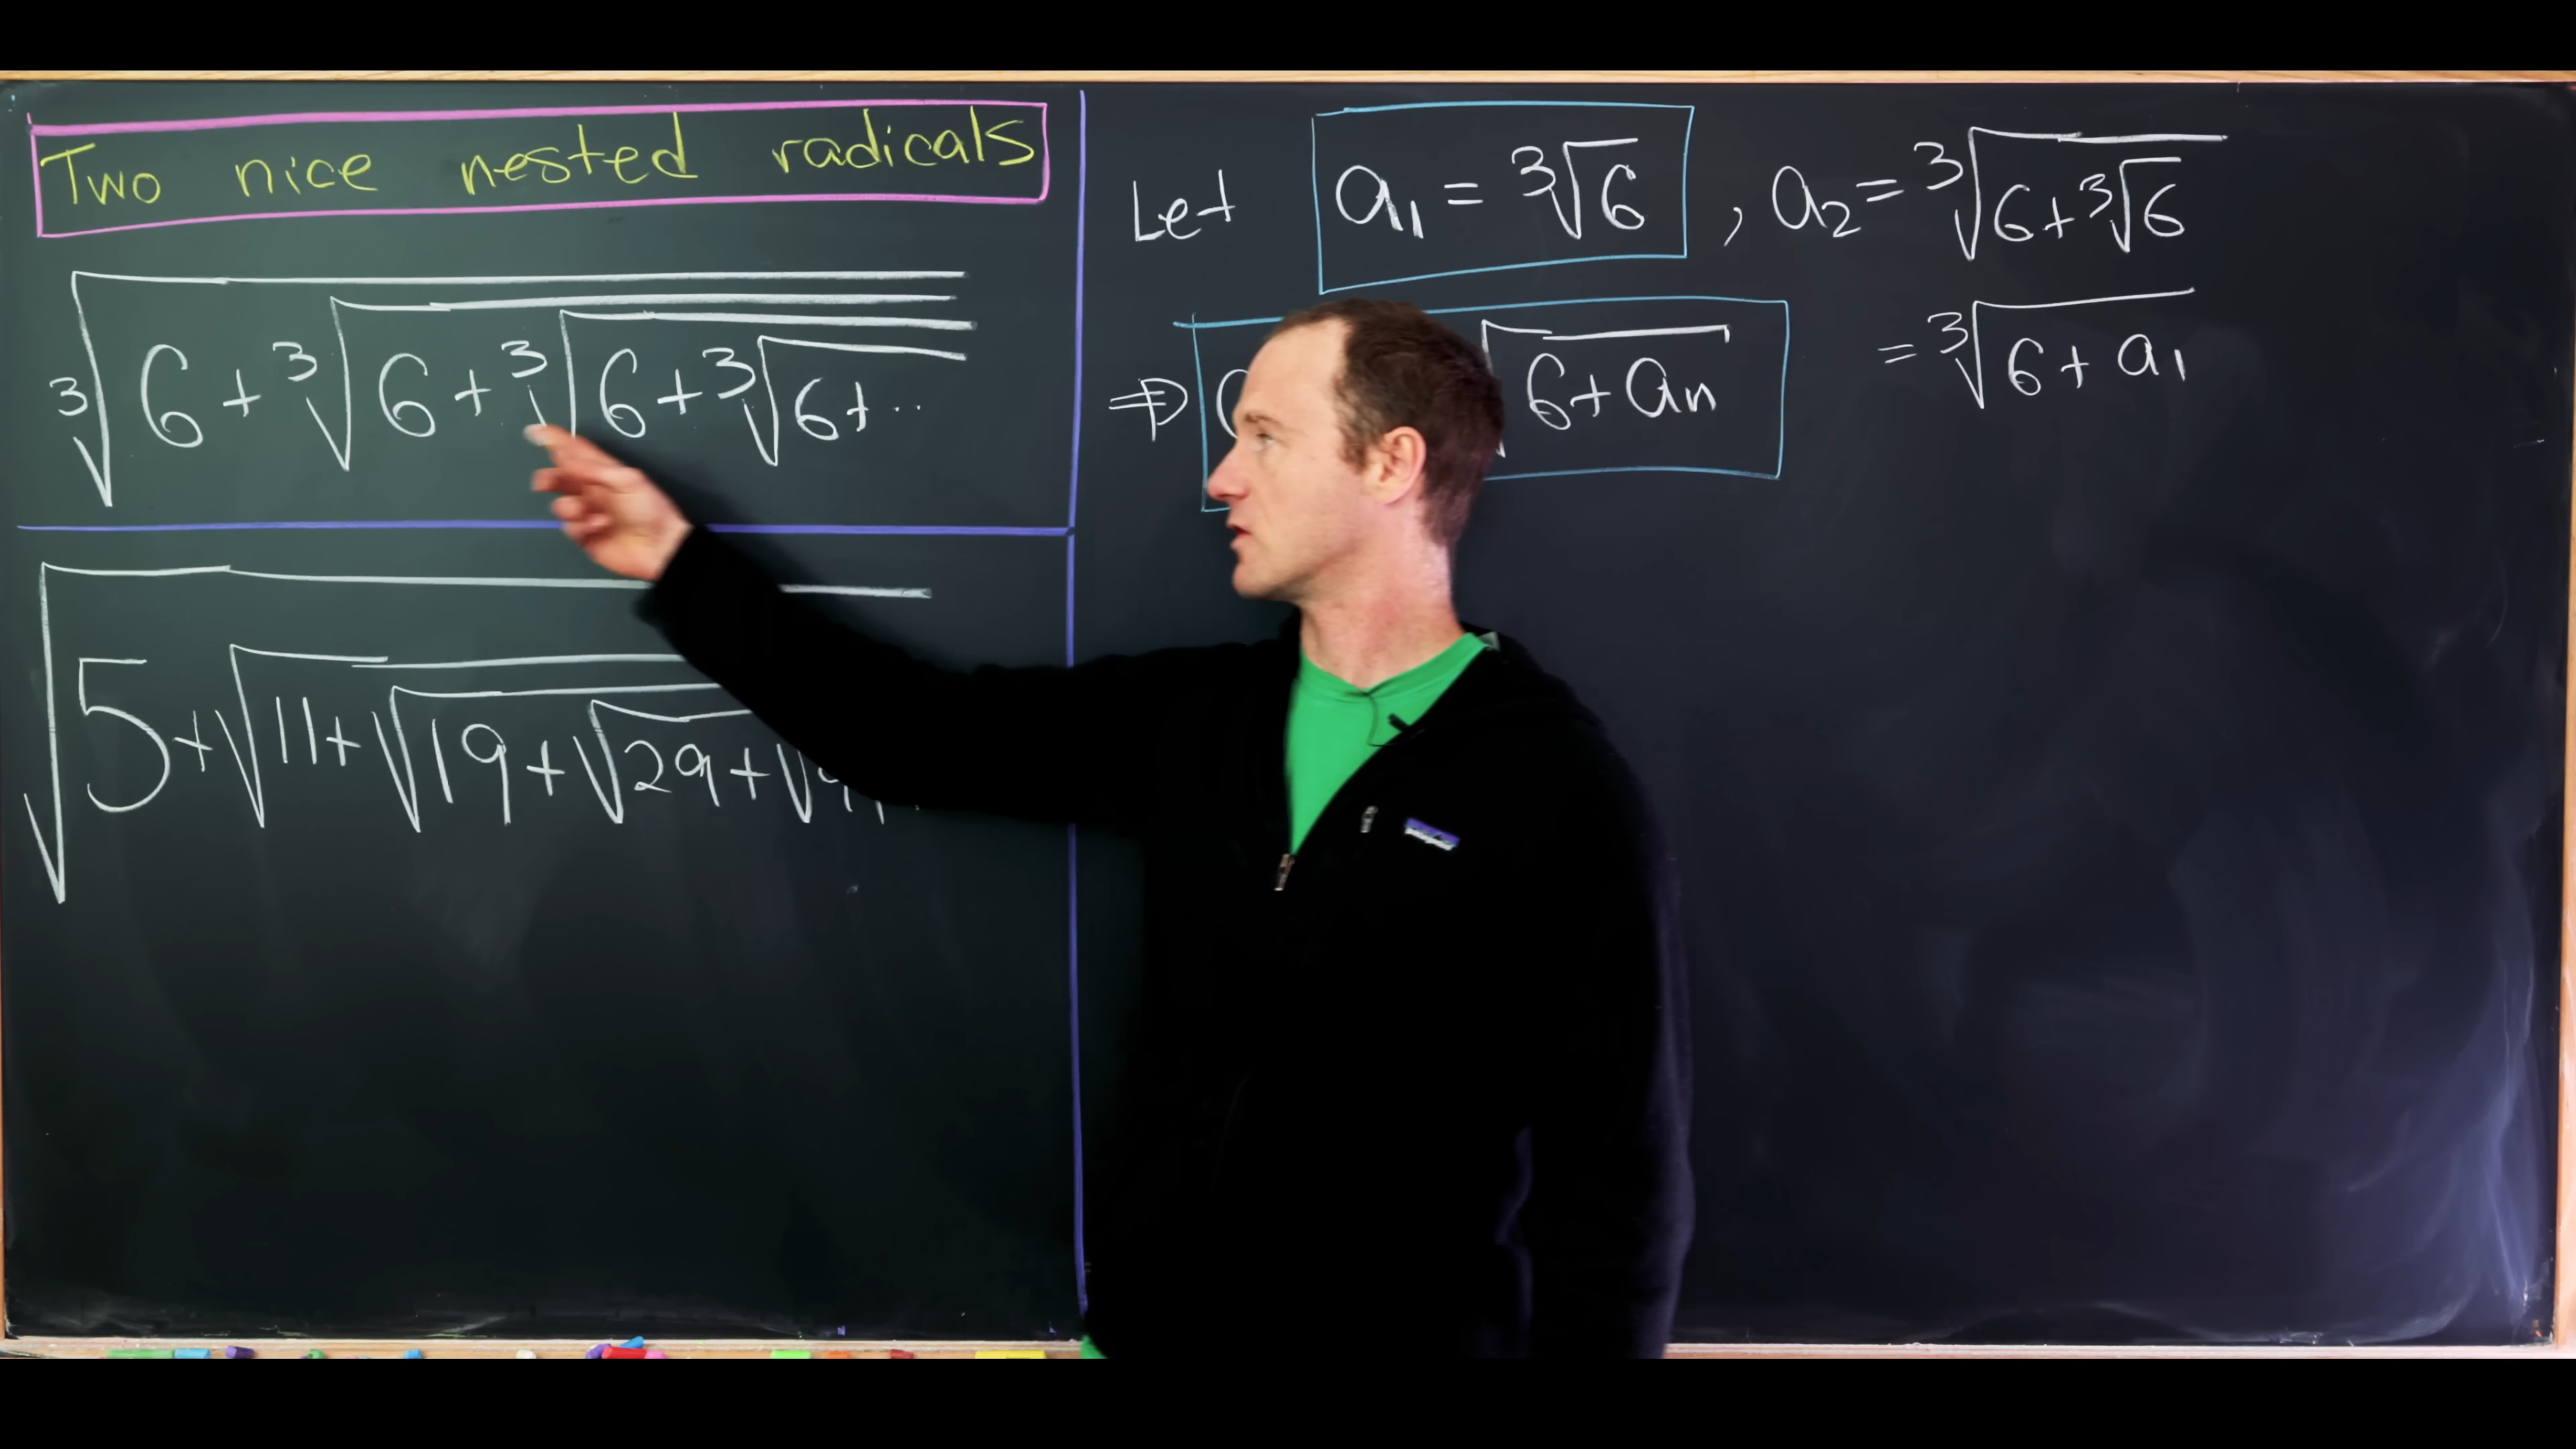 Two nice nested radicals
∛(6+∛(6+∛(6+∛(6+..
√(5+√(11+√(19+√(29+√
Let a₁ = ∛6 , a₂ = ∛(6+∛6)
= ∛(6+a₁)
⇒ √(6+aₙ)